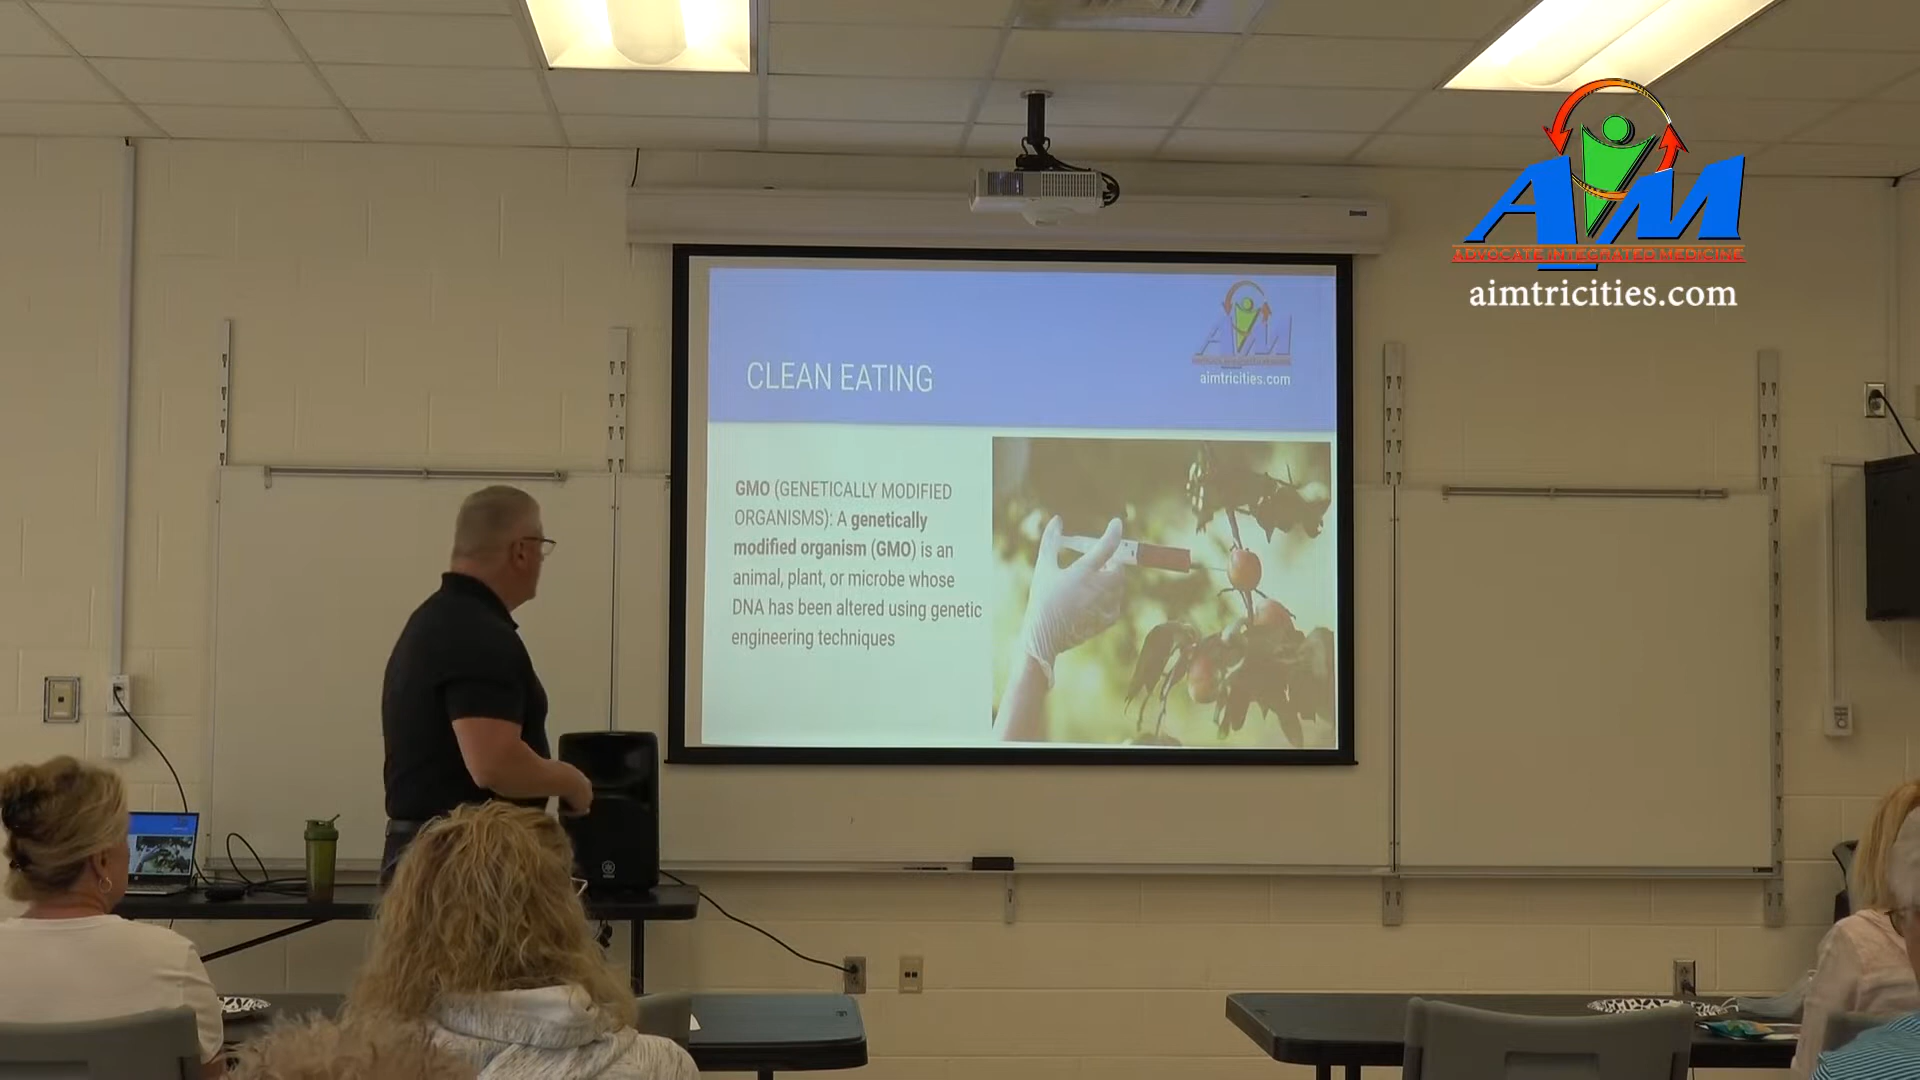 ADVOCATE INTEGRATED MEDICINE
aimtricities.com
AIM
aimtricities.com
CLEAN EATING
GMO (GENETICALLY MODIFIED
ORGANISMS): A genetically
modified organism (GMO) is an
animal, plant, or microbe whose
DNA has been altered using genetic
engineering techniques